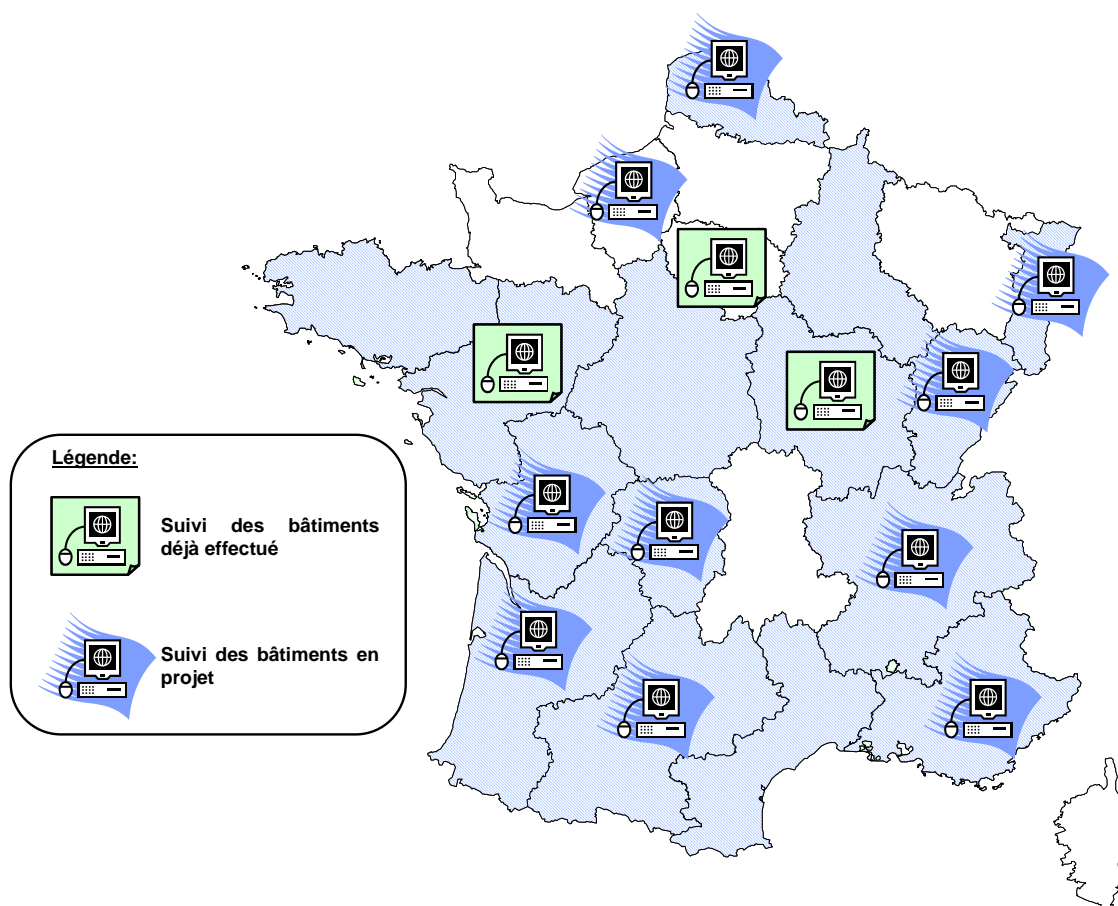 Légende:
Suivi des bâtiments
déjà effectué
Suivi des bâtiments en
projet